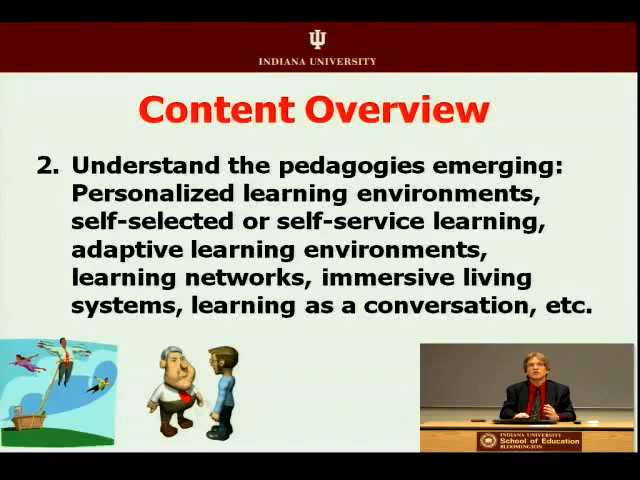 INDIANA UNIVERSITY
Content Overview
2. Understand the pedagogies emerging:
Personalized learning environments,
self-selected or self-service learning,
adaptive learning environments,
learning networks, immersive living
systems, learning as a conversation, etc.
INDIANA UNIVERSITY
School of Education
BLOOMINGTON